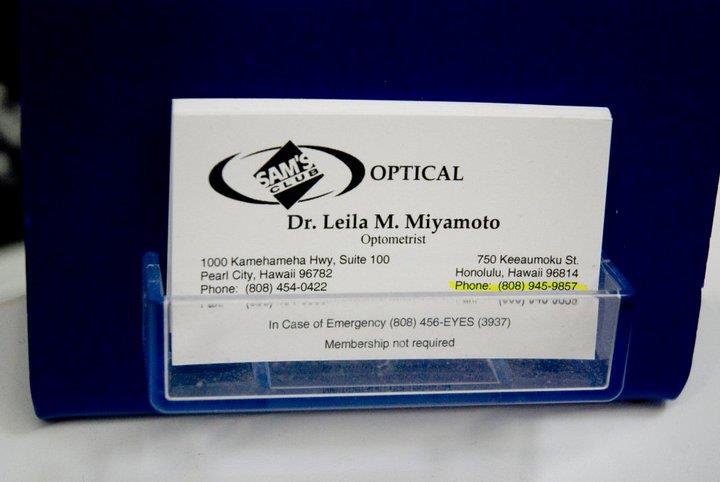 SAM'S
CLUB
OPTICAL
Dr. Leila M. Miyamoto
Optometrist
1000 Kamehameha Hwy, Suite 100
Pearl City, Hawaii 96782
Phone: (808) 454-0422
750 Keeaumoku St.
Honolulu, Hawaii 96814
Phone: (808) 945-9857
In Case of Emergency (808) 456-EYES (3937)
Membership not required